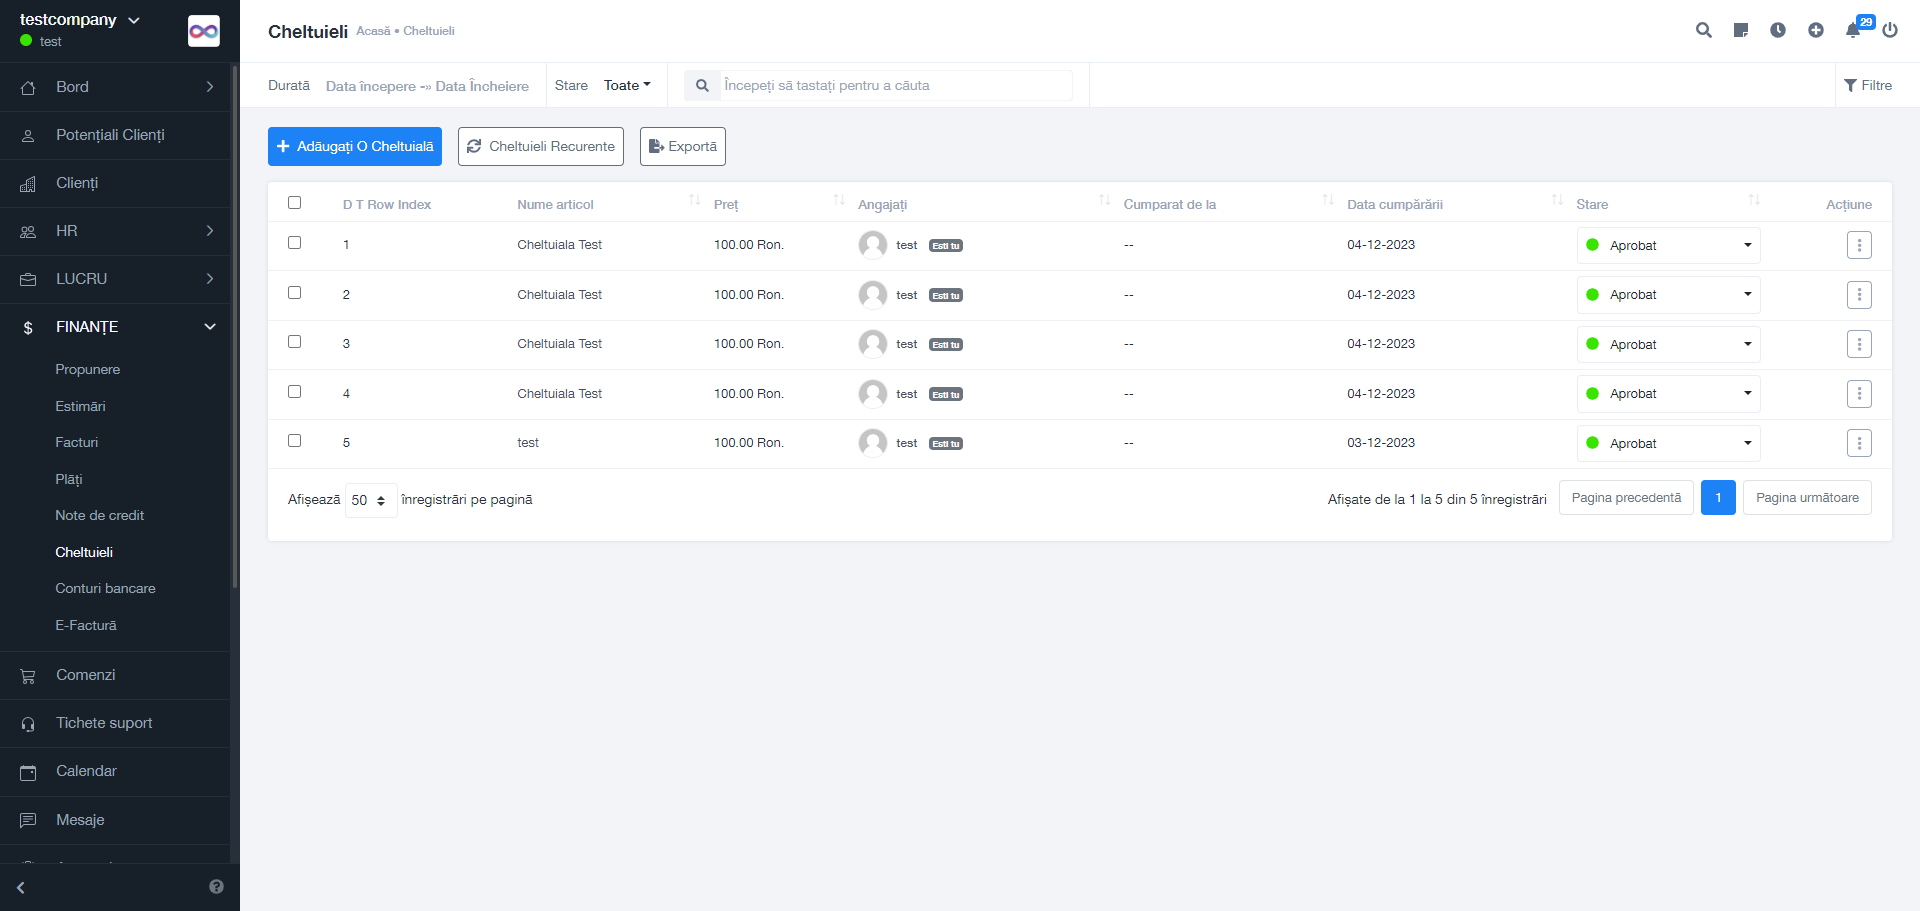 testcompany
test
Bord
Potențiali Clienți
Clienți
HR
LUCRU
$ FINANȚE
Propunere
Estimări
Facturi
Plăți
Note de credit
Cheltuieli
Conturi bancare
E-Factură
Comenzi
Tichete suport
Calendar
Mesaje
Cheltuieli Acasă • Cheltuieli
29
Durată Data începere -» Data Încheiere Stare Toate Începeți să tastați pentru a căuta Filtre
Adăugați O Cheltuială Cheltuieli Recurente Exportă
D T Row Index Nume articol Preț Angajați Cumparat de la Data cumpărării Stare Acțiune
1 Cheltuiala Test 100.00 Ron. test Esti tu -- 04-12-2023 Aprobat
2 Cheltuiala Test 100.00 Ron. test Esti tu -- 04-12-2023 Aprobat
3 Cheltuiala Test 100.00 Ron. test Esti tu -- 04-12-2023 Aprobat
4 Cheltuiala Test 100.00 Ron. test Esti tu -- 04-12-2023 Aprobat
5 test 100.00 Ron. test Esti tu -- 03-12-2023 Aprobat
Afișează 50 înregistrări pe pagină Afișate de la 1 la 5 din 5 înregistrări Pagina precedentă 1 Pagina următoare